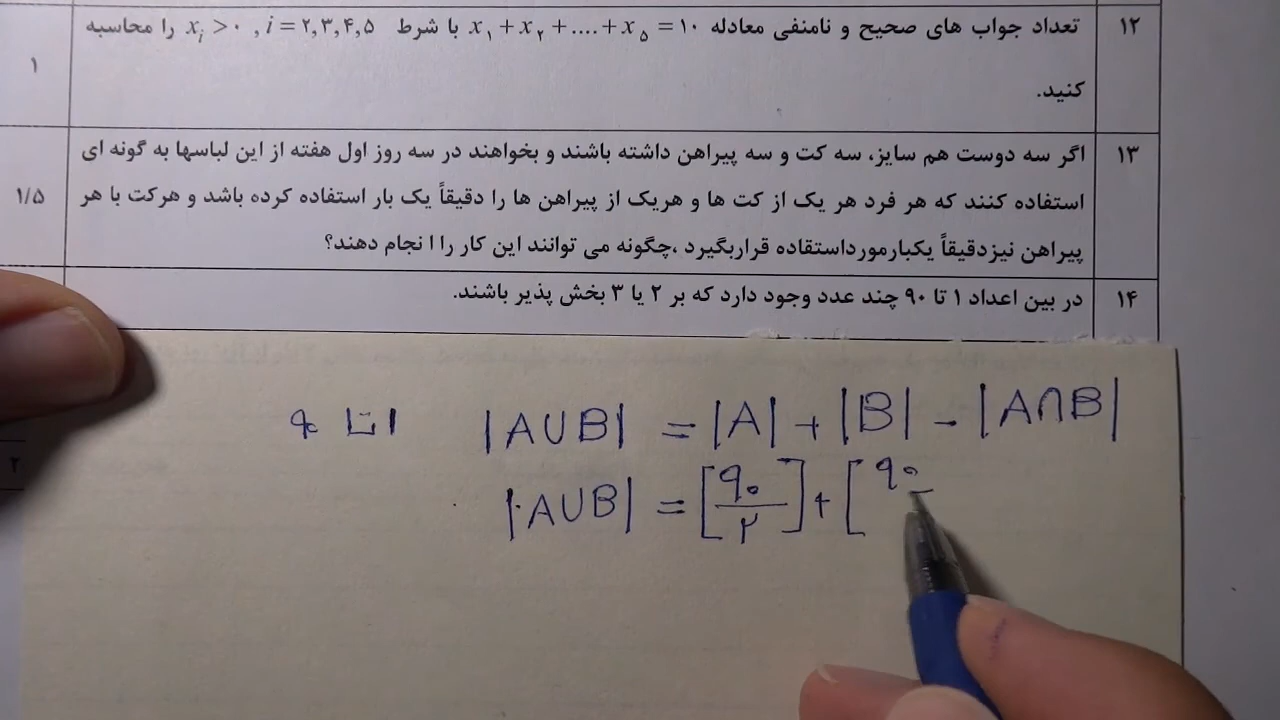 ۱۲ تعداد جواب های صحیح و نامنفی معادله x₁ + x₂ + .... + x₅ = ۱۰ با شرط x_i > ۰ , i = ۲,۳,۴,۵ را محاسبه
کنید.
۱
۱۳ اگر سه دوست هم سایز، سه کت و سه پیراهن داشته باشند و بخواهند در سه روز اول هفته از این لباسها به گونه ای
استفاده کنند که هر فرد هر یک از کت ها و هریک از پیراهن ها را دقیقاً یک بار استفاده کرده باشد و هرکت با هر
۱/۵
پیراهن نیزدقیقاً یکبارمورداستقاده قراربگیرد ،چگونه می توانند این کار را ا نجام دهند؟
۱۴ در بین اعداد ۱ تا ۹۰ چند عدد وجود دارد که بر ۲ یا ۳ بخش پذیر باشند.
|A∪B| = |A| + |B| - |A∩B|
۱ تا ۹۰
|A∪B| = [۹۰/۲] + [۹۰
۲